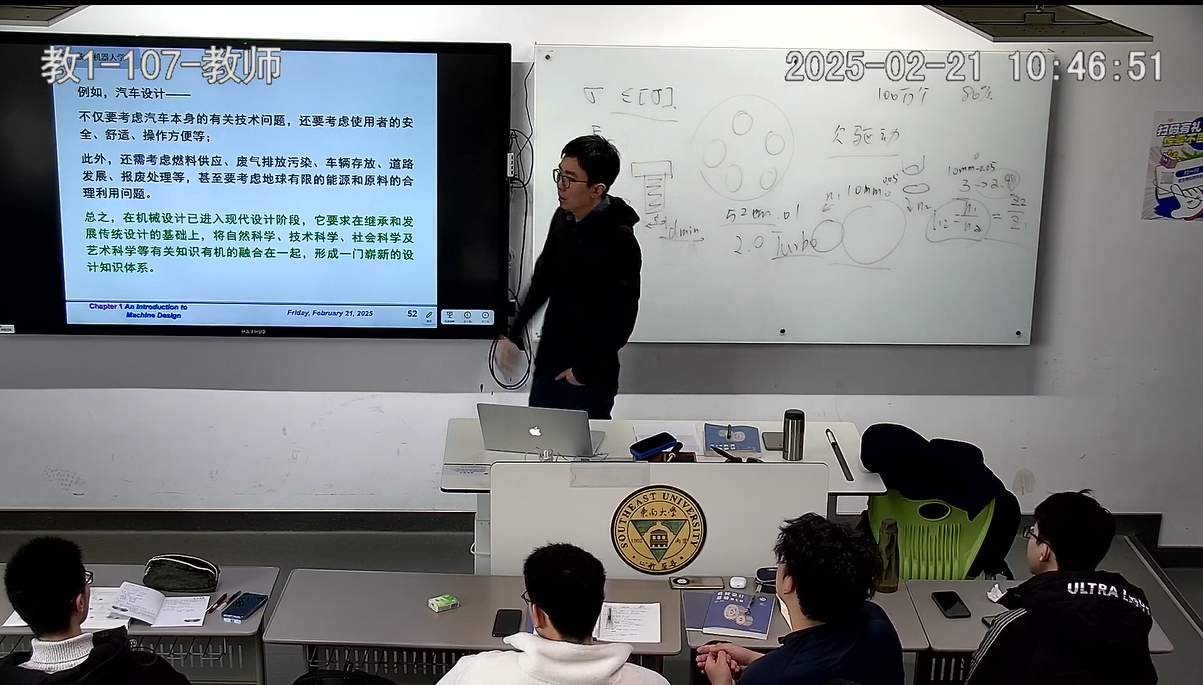 教1-107-教师
2025-02-21 10:46:51
例如，汽车设计——
不仅要考虑汽车本身的有关技术问题，还要考虑使用者的安
全、舒适、操作方便等；
此外，还需考虑燃料供应、废气排放污染、车辆存放、道路
发展、报废处理等，甚至要考虑地球有限的能源和原料的合
理利用问题。
总之，在机械设计已进入现代设计阶段，它要求在继承和发
展传统设计的基础上，将自然科学、技术科学、社会科学及
艺术科学等有关知识有机的融合在一起，形成一门崭新的设
计知识体系。
Chapter 1 An Introduction to
Machine Design
Friday, February 21, 2025
52
σ ≤[σ].
100万个 80%.
欠驱动
dmin
2.0 Turbo
SOUTHEAST UNIVERSITY
東南大學
1902 南京
ULTRA